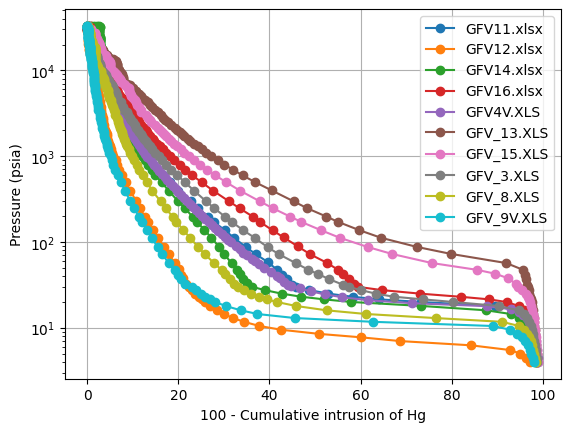 GFV11.xlsx
GFV12.xlsx
GFV14.xlsx
GFV16.xlsx
GFV4V.XLS
GFV_13.XLS
GFV_15.XLS
GFV_3.XLS
GFV_8.XLS
GFV_9V.XLS
Pressure (psia)
10⁴
10³
10²
10¹
0 20 40 60 80 100
100 - Cumulative intrusion of Hg